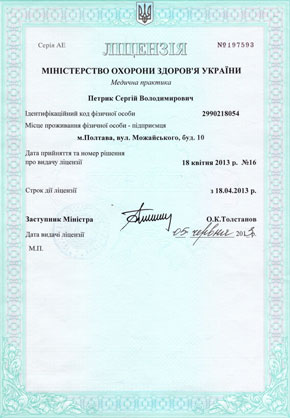 Серія АЕ
ЛІЦЕНЗІЯ
№197593
МІНІСТЕРСТВО ОХОРОНИ ЗДОРОВ'Я УКРАЇНИ
Медична практика
Петрик Сергій Володимирович
Ідентифікаційний код фізичної особи 2990218054
Місце проживання фізичної особи - підприємця
м.Полтава, вул. Можайського, буд. 10
Дата прийняття та номер рішення
про видачу ліцензії 18 квітня 2013 р. №16
Строк дії ліцензії з 18.04.2013 р.
Заступник Міністра О.К.Толстанов
Дата видачі ліцензії 05 червня 2013р.
М.П.